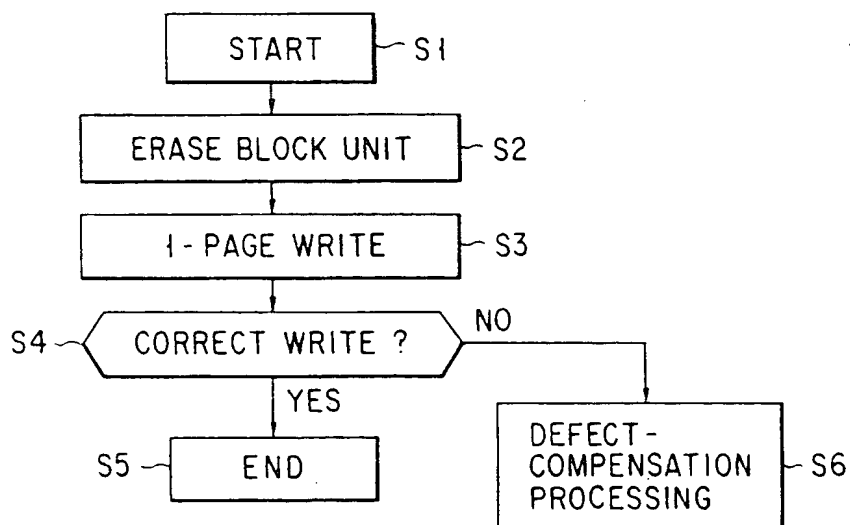 START S1
ERASE BLOCK UNIT S2
1-PAGE WRITE S3
S4 CORRECT WRITE ? NO
YES
S5 END
DEFECT-
COMPENSATION S6
PROCESSING